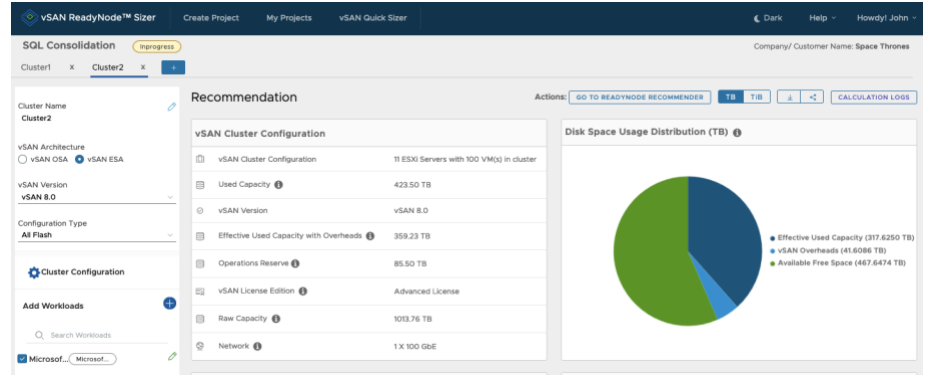 vSAN ReadyNode™ Sizer
Create Project
My Projects
vSAN Quick Sizer
Dark
Help
Howdy! John
SQL Consolidation
Inprogress
Company/ Customer Name: Space Thrones
Cluster1 x
Cluster2 x
+
Cluster Name
Cluster2
vSAN Architecture
vSAN OSA
vSAN ESA
vSAN Version
vSAN 8.0
Configuration Type
All Flash
Cluster Configuration
Add Workloads
Search Workloads
Microsof...
Microsof...
Recommendation
Actions:
GO TO READYNODE RECOMMENDER
TB
TiB
CALCULATION LOGS
vSAN Cluster Configuration
vSAN Cluster Configuration 11 ESXi Servers with 100 VM(s) in cluster
Used Capacity 423.50 TB
vSAN Version vSAN 8.0
Effective Used Capacity with Overheads 359.23 TB
Operations Reserve 85.50 TB
vSAN License Edition Advanced License
Raw Capacity 1013.76 TB
Network 1 X 100 GbE
Disk Space Usage Distribution (TB)
Effective Used Capacity (317.6250 TB)
vSAN Overheads (41.6086 TB)
Available Free Space (467.6474 TB)